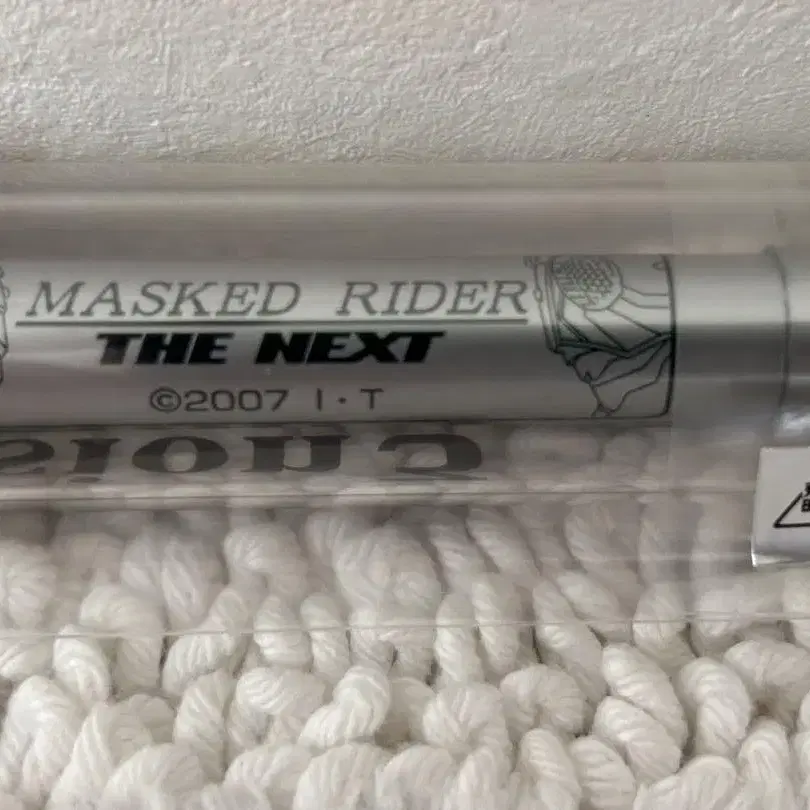 MASKED RIDER
THE NEXT
©2007 I・T